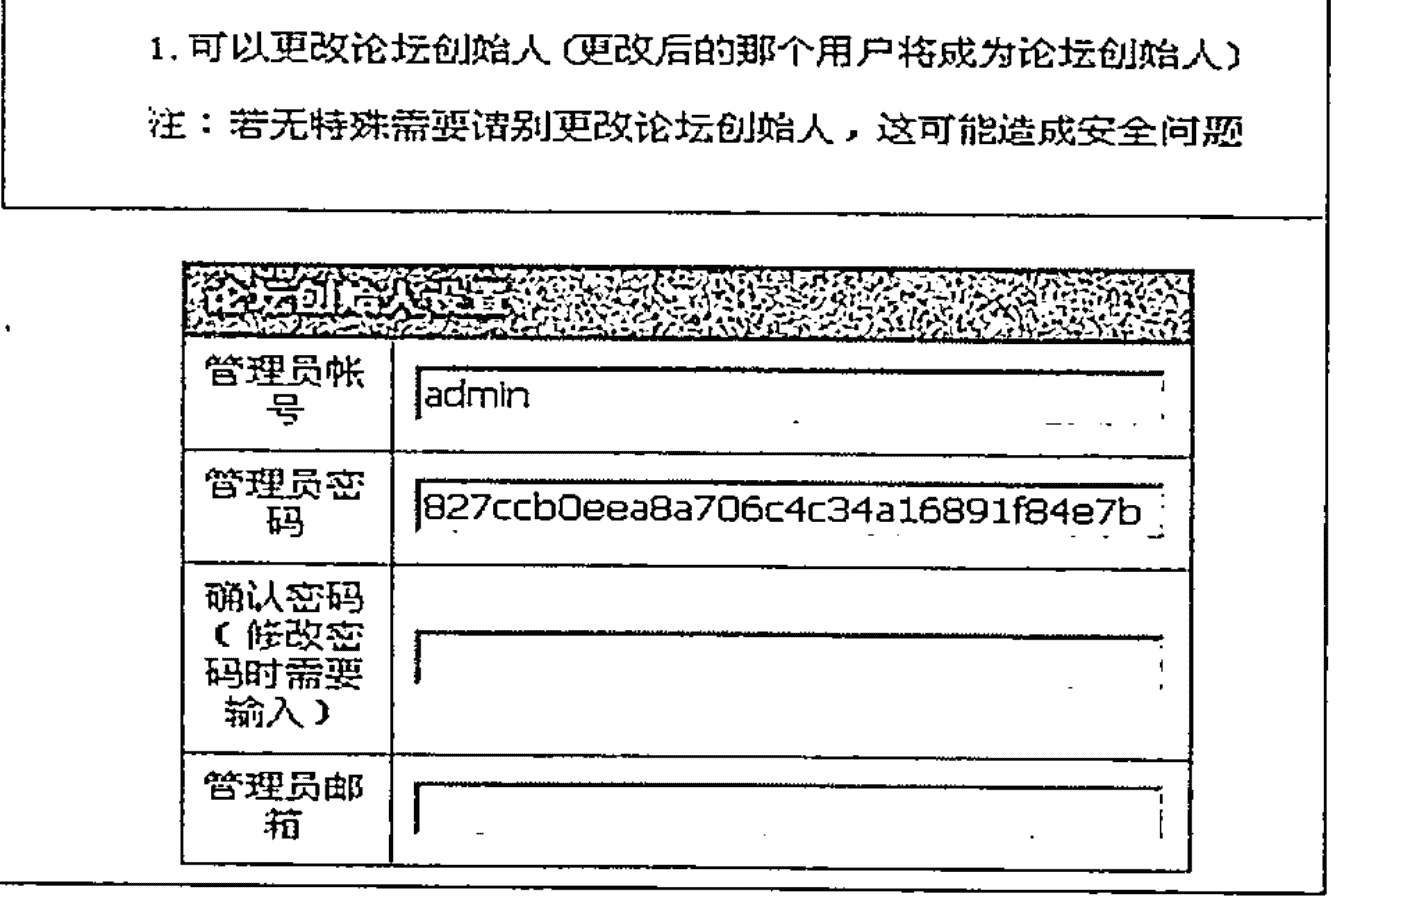 1.可以更改论坛创始人(更改后的那个用户将成为论坛创始人)
注：若无特殊需要请别更改论坛创始人，这可能造成安全问题
论坛创始人设置
管理员帐
号
admin
管理员密
码
827ccb0eea8a706c4c34a16891f84e7b
确认密码
(修改密
码时需要
输入)
管理员邮
箱